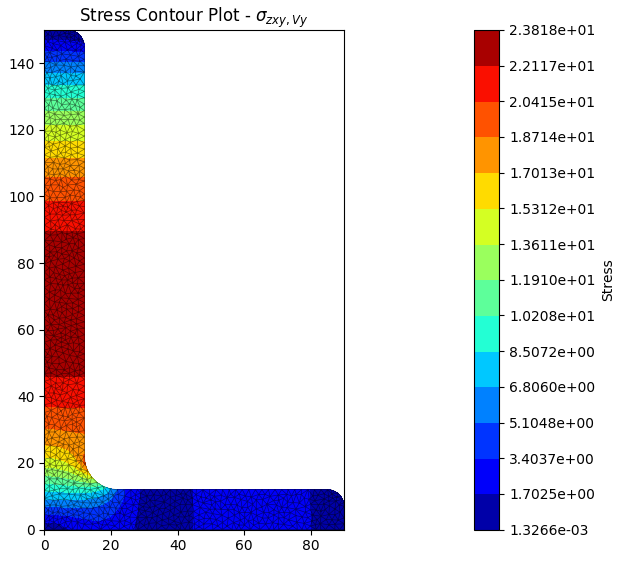 Stress Contour Plot - σzxy,Vy
140
120
100
80
60
40
20
0
0 20 40 60 80
2.3818e+01
2.2117e+01
2.0415e+01
1.8714e+01
1.7013e+01
1.5312e+01
1.3611e+01
1.1910e+01
1.0208e+01
8.5072e+00
6.8060e+00
5.1048e+00
3.4037e+00
1.7025e+00
1.3266e-03
Stress